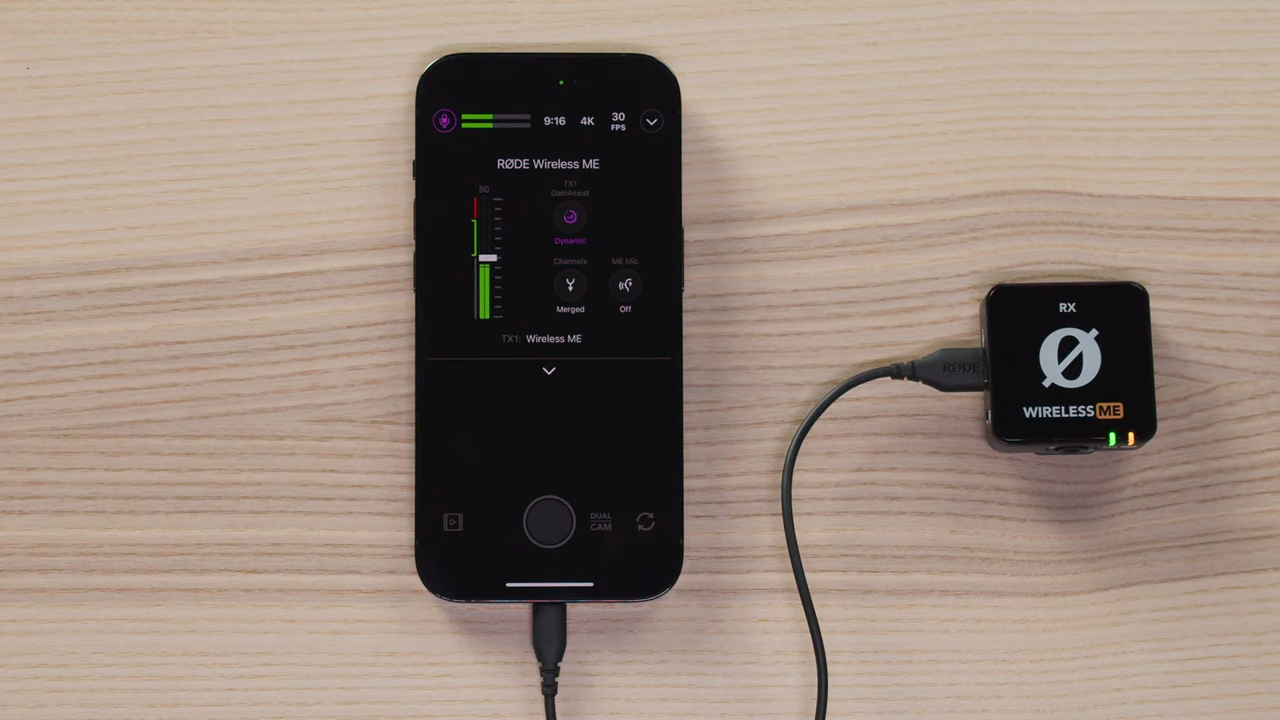 9:16 4K 30 FPS
RØDE Wireless ME
50
TX1
GainAssist
Dynamic
Channels ME Mic
Merged Off
TX1: Wireless ME
DUAL
CAM
RØDE
RX
Ø
WIRELESS ME